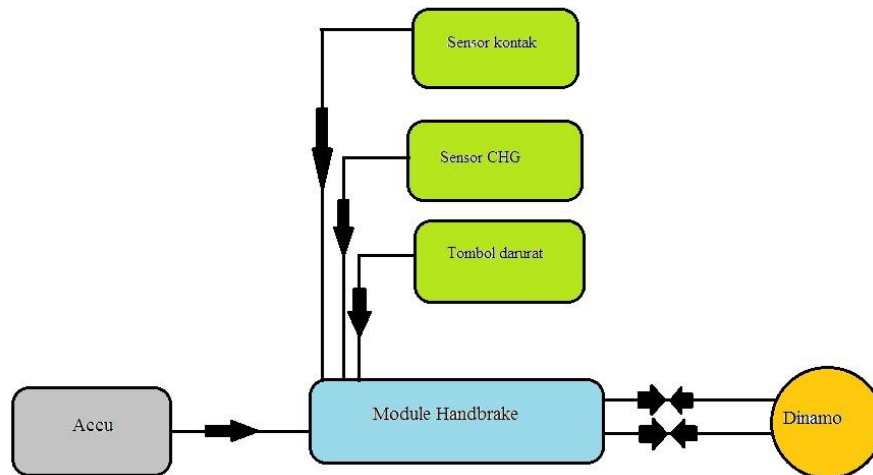 Sensor kontak
Sensor CHG
Tombol darurat
Accu
Module Handbrake
Dinamo